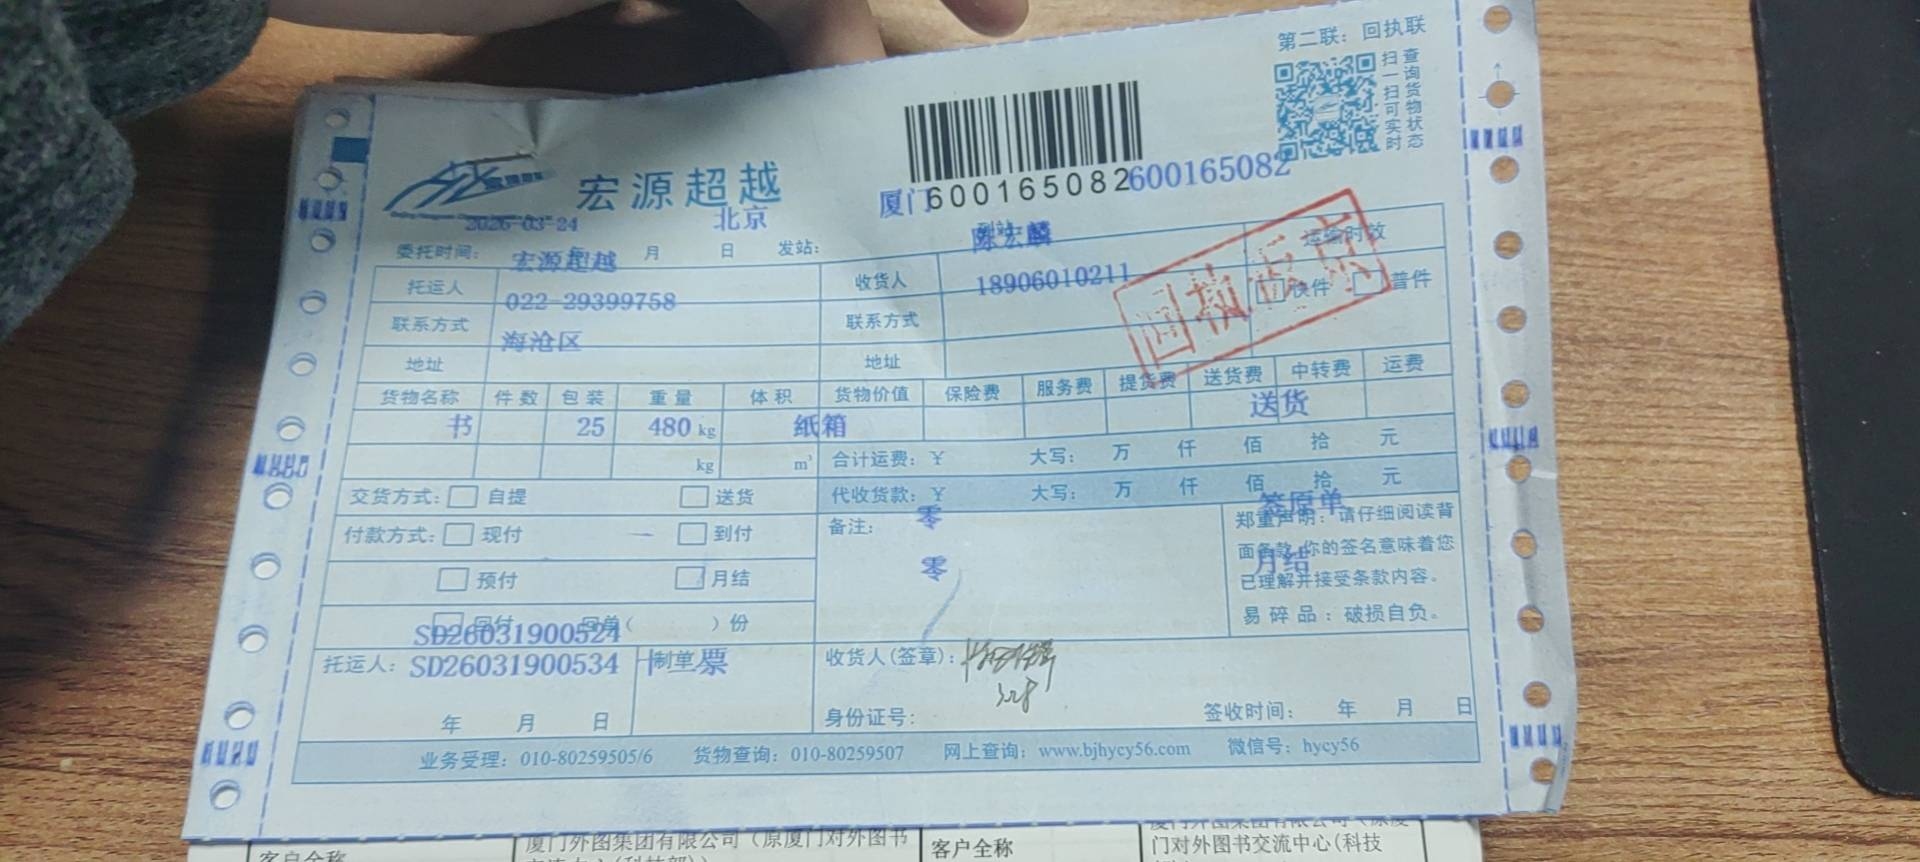 第二联：回执联
扫一扫可实时
查询货物状态
宏源超越
厦门
600165082
600165082
2026-03-24
北京
委托时间：
年 月 日 发站：
到站：
陈宏麟
运输时效
托运人
宏源超越
收货人
18906010211
快件 普件
联系方式
022-29399758
联系方式
地址
海沧区
地址
货物名称 件数 包装 重量 体积 货物价值 保险费 服务费 提货费 送货费 中转费 运费
书 25 480 kg 纸箱 送货
kg m³ 合计运费：¥ 大写： 万 仟 佰 拾 元
交货方式： 自提 送货 代收货款：¥ 大写： 万 仟 佰 拾 元
付款方式： 现付 到付
预付 月结
回付 回单（ ）份
备注：
零
零
签原单
月结
郑重声明：请仔细阅读背
面条款，你的签名意味着您
已理解并接受条款内容。
易碎品：破损自负。
SD26031900524
托运人： SD26031900534 制单 票
收货人(签章)：
年 月 日
身份证号：
签收时间： 年 月 日
业务受理：010-80259505/6 货物查询：010-80259507 网上查询：www.bjhycy56.com 微信号：hycy56
客户全称
厦门外图集团有限公司（原厦门对外图书
客户全称
门对外图书交流中心(科技